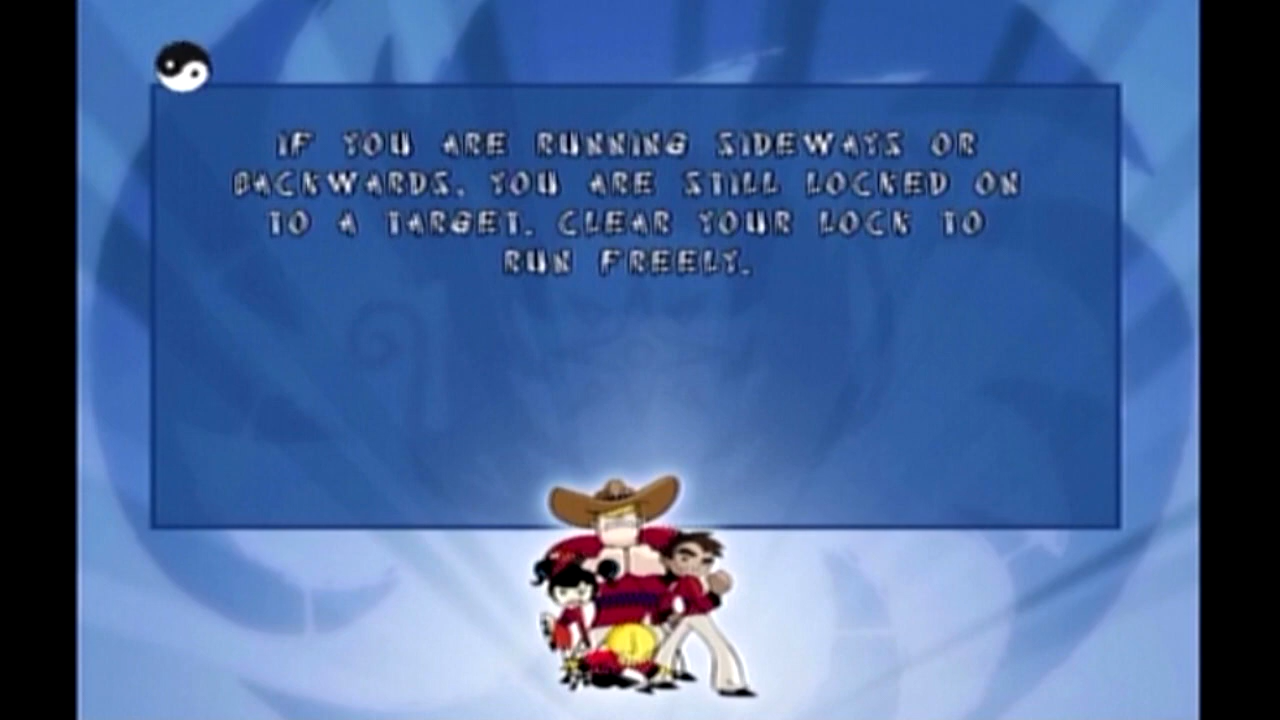 IF YOU ARE RUNNING SIDEWAYS OR
BACKWARDS, YOU ARE STILL LOCKED ON
TO A TARGET. CLEAR YOUR LOCK TO
RUN FREELY.